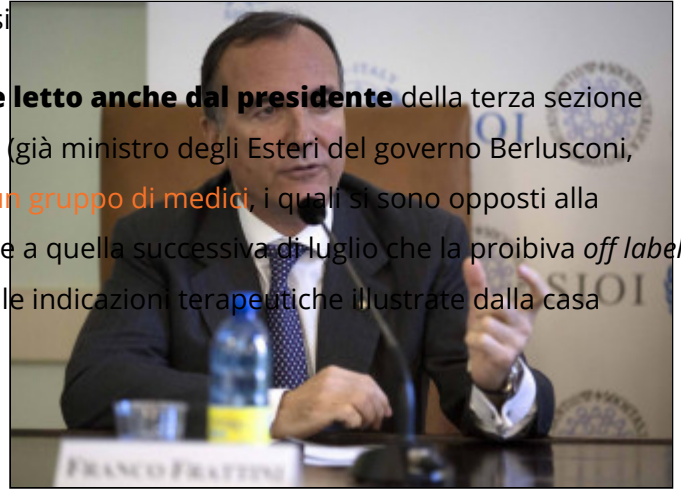 si
e letto anche dal presidente della terza sezione
(già ministro degli Esteri del governo Berlusconi,
un gruppo di medici, i quali si sono opposti alla
e a quella successiva di luglio che la proibiva off label
le indicazioni terapeutiche illustrate dalla casa
SIOI
SIOI
FRANCO FRATTINI